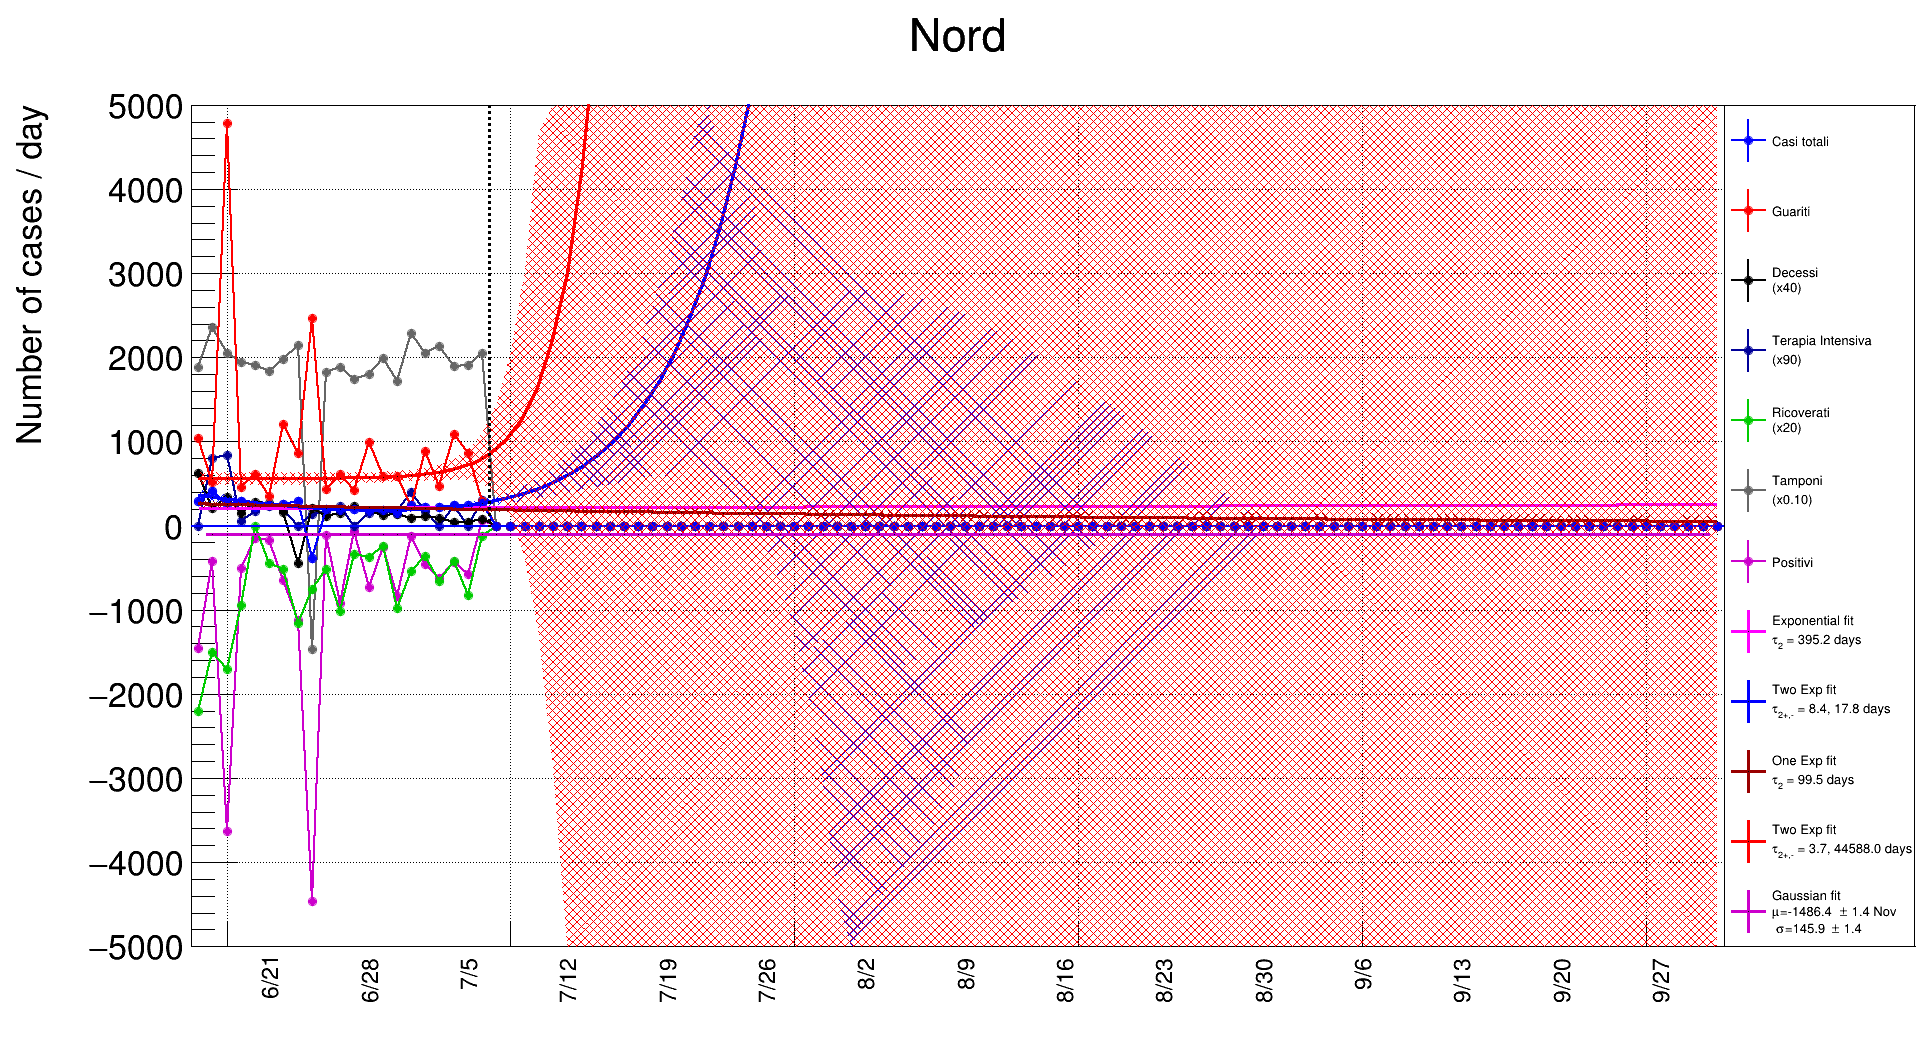 Nord
Number of cases / day
5000
4000
3000
2000
1000
0
−1000
−2000
−3000
−4000
−5000
6/21
6/28
7/5
7/12
7/19
7/26
8/2
8/9
8/16
8/23
8/30
9/6
9/13
9/20
9/27
Casi totali
Guariti
Decessi
(x40)
Terapia Intensiva
(x90)
Ricoverati
(x20)
Tamponi
(x0.10)
Positivi
Exponential fit
τ2 = 395.2 days
Two Exp fit
τ2+,- = 8.4, 17.8 days
One Exp fit
τ2 = 99.5 days
Two Exp fit
τ2+,- = 3.7, 44588.0 days
Gaussian fit
μ=-1486.4 ± 1.4 Nov
σ=145.9 ± 1.4